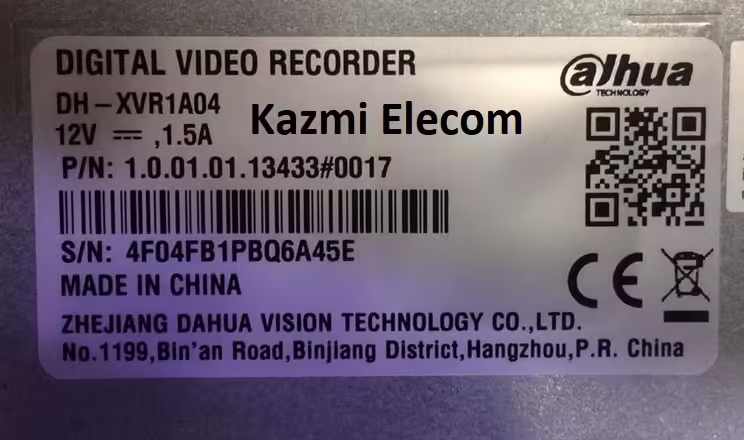 DIGITAL VIDEO RECORDER
alhua
TECHNOLOGY
DH-XVR1A04
12V ⎓ ,1.5A
Kazmi Elecom
P/N: 1.0.01.01.13433#0017
S/N: 4F04FB1PBQ6A45E
MADE IN CHINA
CE
ZHEJIANG DAHUA VISION TECHNOLOGY CO.,LTD.
No.1199,Bin'an Road,Binjiang District,Hangzhou,P.R. China